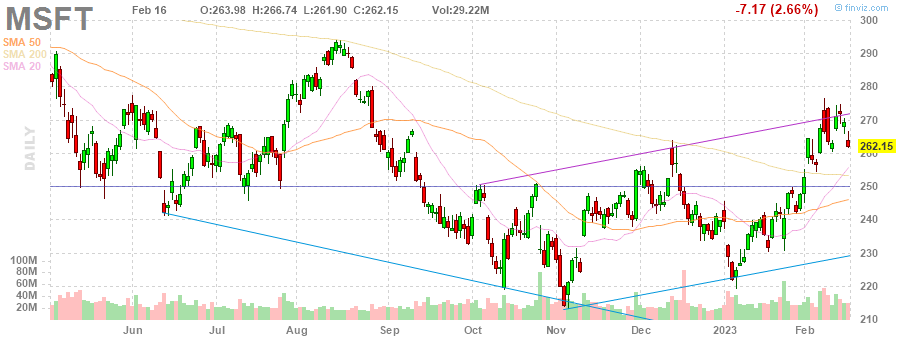 MSFT Feb 16 O:263.98 H:266.74 L:261.90 C:262.15 Vol:29.22M -7.17 (2.66%) @ finviz.com
SMA 50
SMA 200
SMA 20
DAILY
300
290
280
270
262.15
260
250
240
230
220
210
100M
80M
60M
40M
20M
Jun Jul Aug Sep Oct Nov Dec 2023 Feb